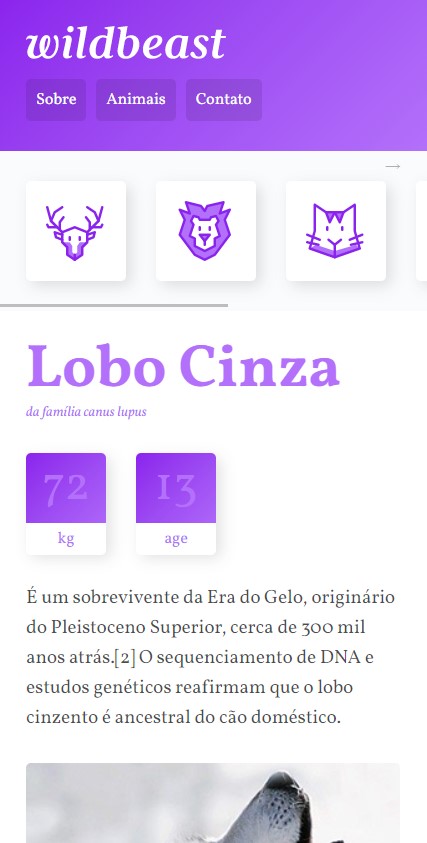 wildbeast
Sobre Animais Contato
→
Lobo Cinza
da família canus lupus
72 13
kg age
É um sobrevivente da Era do Gelo, originário
do Pleistoceno Superior, cerca de 300 mil
anos atrás.[2] O sequenciamento de DNA e
estudos genéticos reafirmam que o lobo
cinzento é ancestral do cão doméstico.